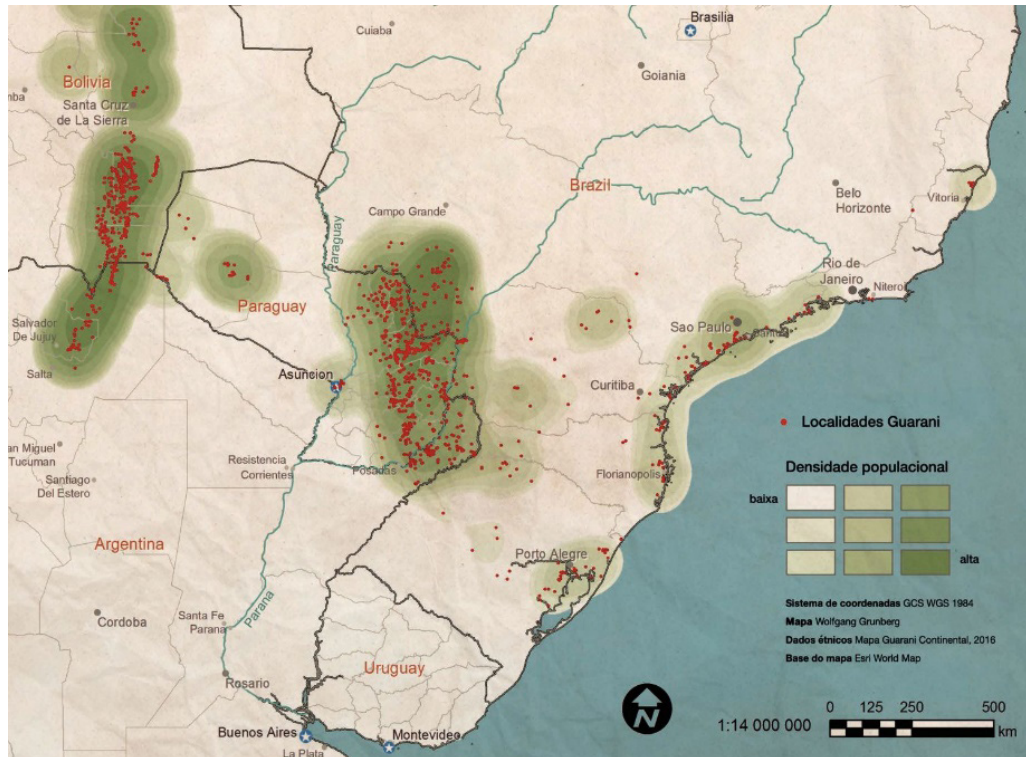 Brasilia
Cuiaba
Goiania
Bolivia
Santa Cruz
de La Sierra
Brazil
Belo
Horizonte
Vitoria
Campo Grande
Paraguay
Rio de
Janeiro
Niteroi
Paraguay
Salvador
De Jujuy
Sao Paulo
Salta
Asuncion
Curitiba
Localidades Guarani
San Miguel
Tucuman
Resistencia
Corrientes
Posadas
Florianopolis
Densidade populacional
Santiago
Del Estero
baixa
Argentina
Porto Alegre
alta
Sistema de coordenadas GCS WGS 1984
Mapa Wolfgang Grunberg
Dados étnicos Mapa Guarani Continental, 2016
Base do mapa Esri World Map
Cordoba
Santa Fe
Parana
Parana
Uruguay
Rosario
N
1:14 000 000
0 125 250 500
km
Buenos Aires
Montevideo
La Plata